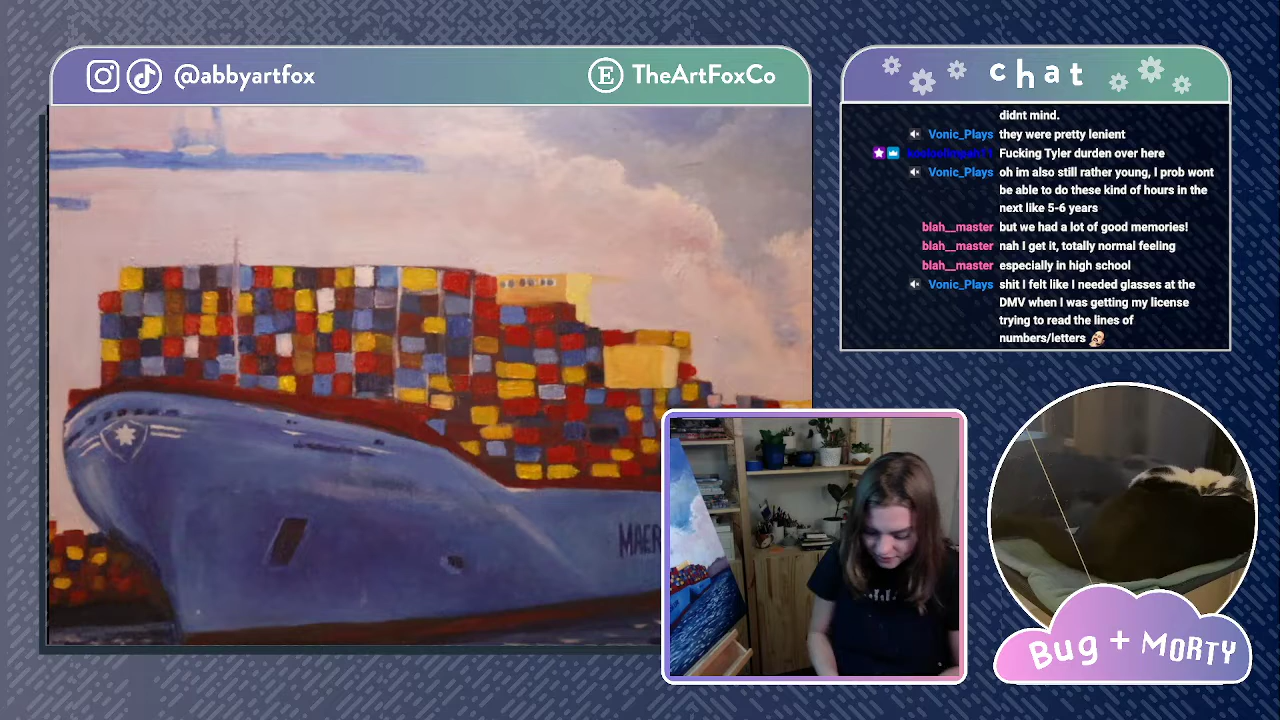 @abbyartfox
TheArtFoxCo
chat
didnt mind.
Vonic_Plays they were pretty lenient
Fucking Tyler durden over here
Vonic_Plays oh im also still rather young, I prob wont
be able to do these kind of hours in the
next like 5-6 years
blah__master but we had a lot of good memories!
blah__master nah I get it, totally normal feeling
blah__master especially in high school
Vonic_Plays shit I felt like I needed glasses at the
DMV when I was getting my license
trying to read the lines of
numbers/letters
MAER
Bug + MORTY